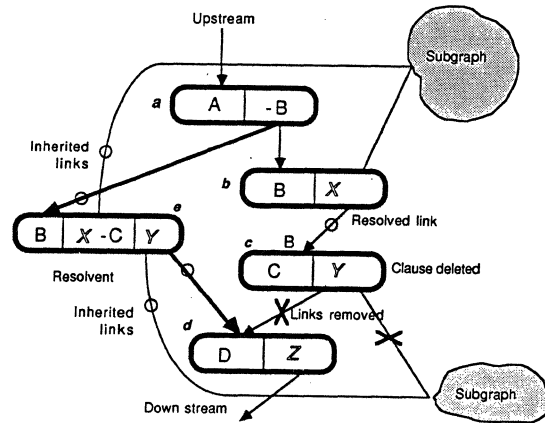 Upstream
Subgraph
a
A
-B
Inherited
links
b
B
X
e
B
X
-C
Y
Resolved link
c
B
C
Y
Clause deleted
Resolvent
Inherited
links
Links removed
d
D
Z
Down stream
Subgraph